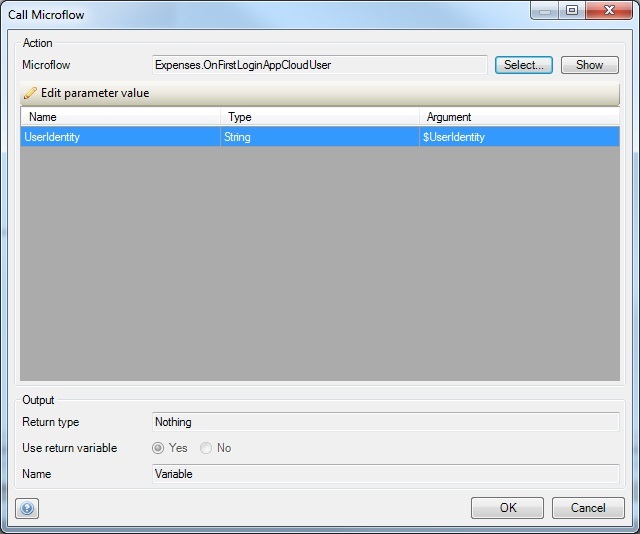 Call Microflow
Action
Microflow Expenses.OnFirstLoginAppCloudUser Select... Show
Edit parameter value
Name Type Argument
UserIdentity String $UserIdentity
Output
Return type Nothing
Use return variable Yes No
Name Variable
? OK Cancel